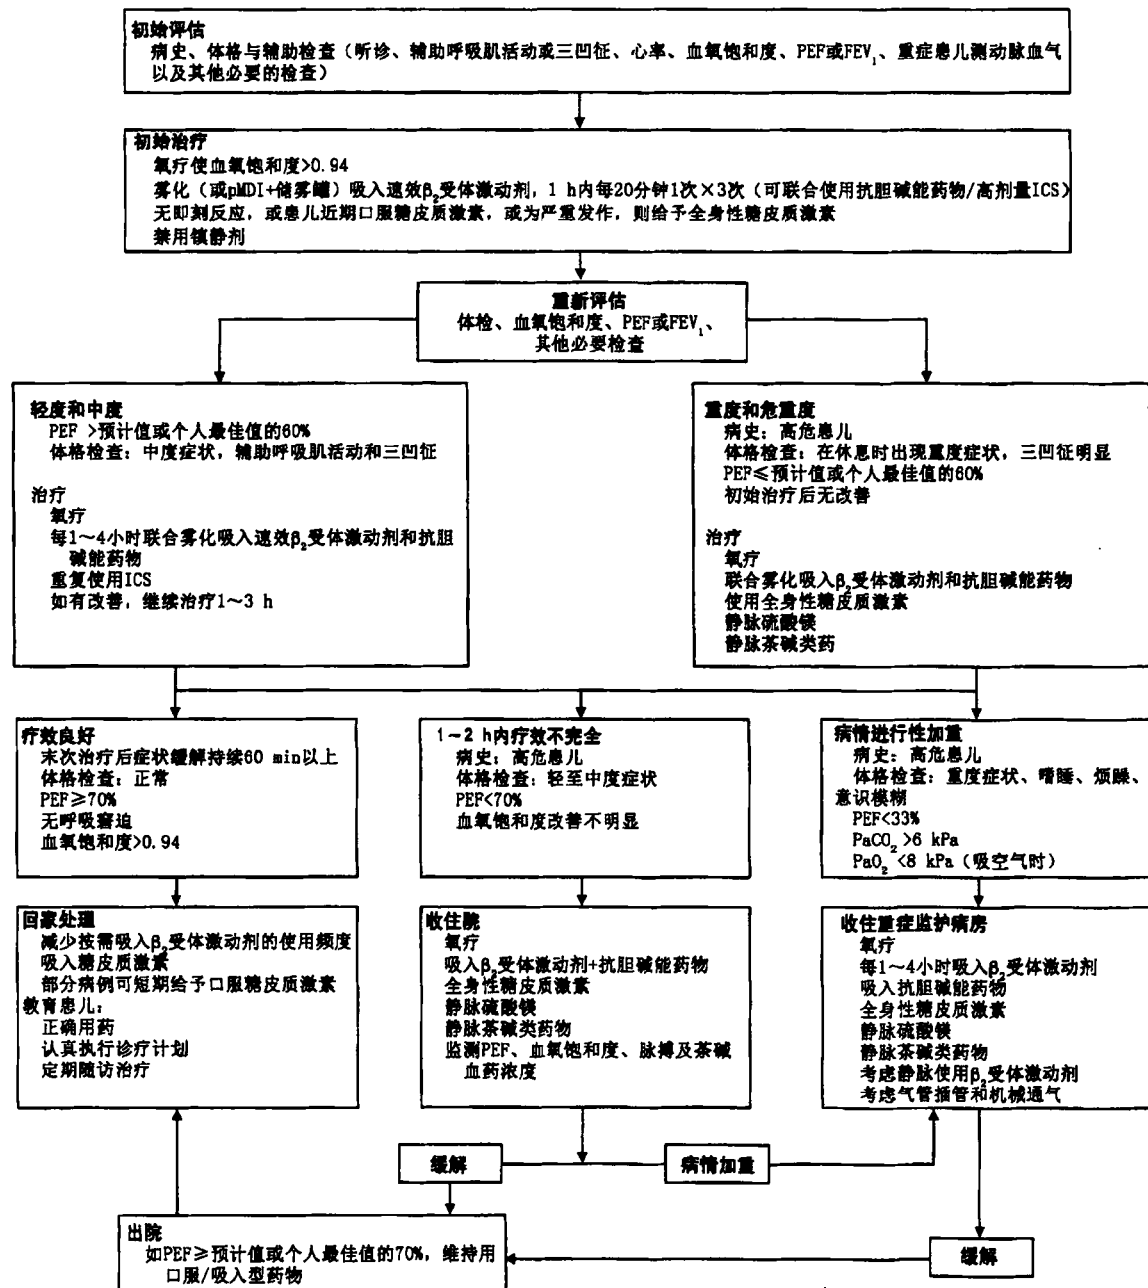 初始评估
病史、体格与辅助检查（听诊、辅助呼吸肌活动或三凹征、心率、血氧饱和度、PEF或FEV₁、重症患儿测动脉血气
以及其他必要的检查）
初始治疗
氧疗使血氧饱和度>0.94
雾化（或pMDI+储雾罐）吸入速效β₂受体激动剂，1 h内每20分钟1次×3次（可联合使用抗胆碱能药物/高剂量ICS）
无即刻反应，或患儿近期口服糖皮质激素，或为严重发作，则给予全身性糖皮质激素
禁用镇静剂
重新评估
体检、血氧饱和度、PEF或FEV₁、
其他必要检查
轻度和中度
PEF >预计值或个人最佳值的60%
体格检查：中度症状，辅助呼吸肌活动和三凹征
治疗
氧疗
每1～4小时联合雾化吸入速效β₂受体激动剂和抗胆
碱能药物
重复使用ICS
如有改善，继续治疗1～3 h
重度和危重度
病史：高危患儿
体格检查：在休息时出现重度症状，三凹征明显
PEF≤预计值或个人最佳值的60%
初始治疗后无改善
治疗
氧疗
联合雾化吸入β₂受体激动剂和抗胆碱能药物
使用全身性糖皮质激素
静脉硫酸镁
静脉茶碱类药
疗效良好
末次治疗后症状缓解持续60 min以上
体格检查：正常
PEF≥70%
无呼吸窘迫
血氧饱和度>0.94
1～2 h内疗效不完全
病史：高危患儿
体格检查：轻至中度症状
PEF<70%
血氧饱和度改善不明显
病情进行性加重
病史：高危患儿
体格检查：重度症状、嗜睡、烦躁、
意识模糊
PEF<33%
PaCO₂ >6 kPa
PaO₂ <8 kPa（吸空气时）
回家处理
减少按需吸入β₂受体激动剂的使用频度
吸入糖皮质激素
部分病例可短期给予口服糖皮质激素
教育患儿：
正确用药
认真执行诊疗计划
定期随访治疗
收住院
氧疗
吸入β₂受体激动剂+抗胆碱能药物
全身性糖皮质激素
静脉硫酸镁
静脉茶碱类药物
监测PEF、血氧饱和度、脉搏及茶碱
血药浓度
收住重症监护病房
氧疗
每1～4小时吸入β₂受体激动剂
吸入抗胆碱能药物
全身性糖皮质激素
静脉硫酸镁
静脉茶碱类药物
考虑静脉使用β₂受体激动剂
考虑气管插管和机械通气
缓解
病情加重
出院
如PEF≥预计值或个人最佳值的70%，维持用
口服/吸入型药物
缓解